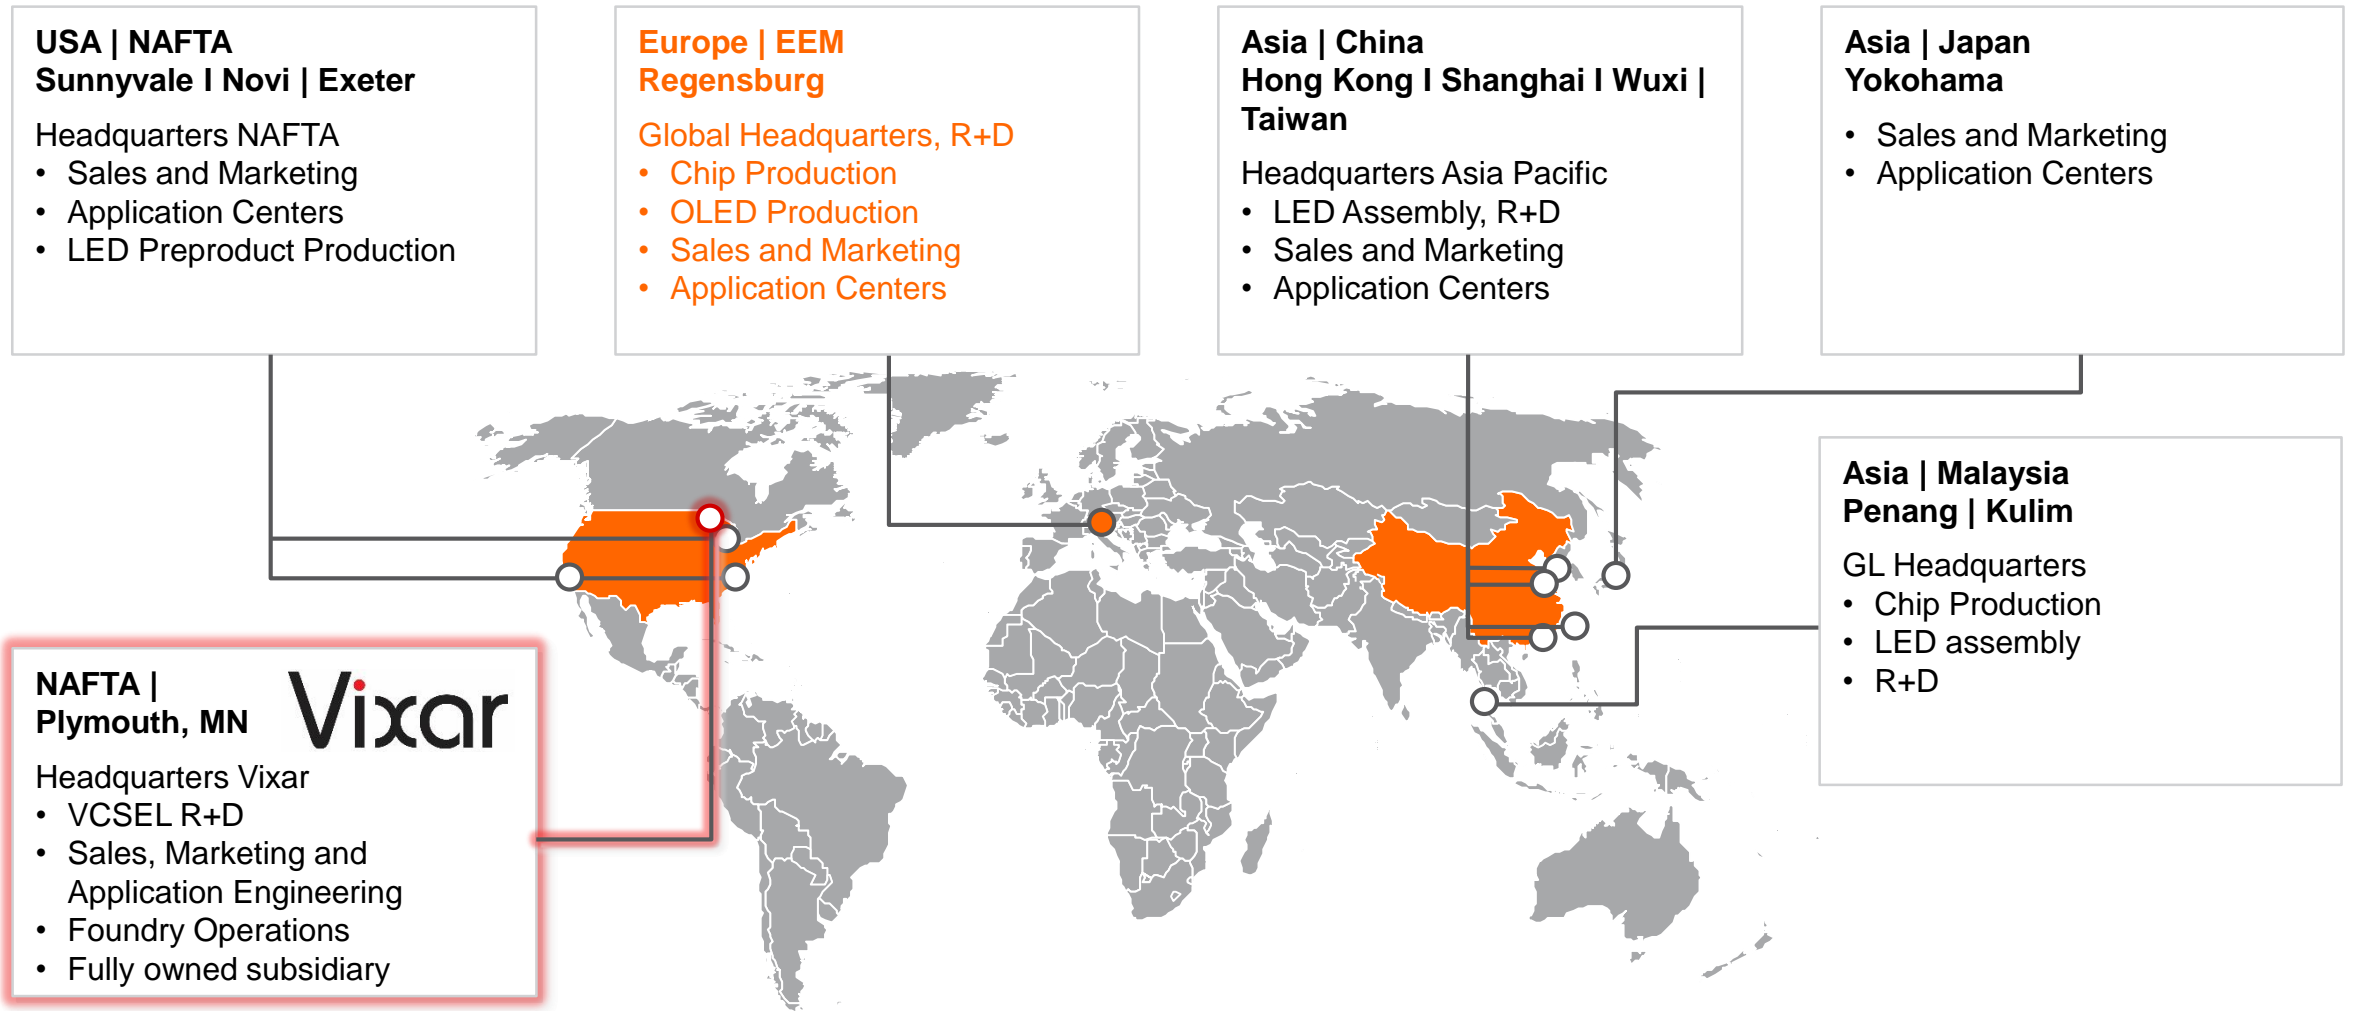 USA | NAFTA
Sunnyvale I Novi | Exeter
Headquarters NAFTA
• Sales and Marketing
• Application Centers
• LED Preproduct Production
Europe | EEM
Regensburg
Global Headquarters, R+D
• Chip Production
• OLED Production
• Sales and Marketing
• Application Centers
Asia | China
Hong Kong I Shanghai I Wuxi |
Taiwan
Headquarters Asia Pacific
• LED Assembly, R+D
• Sales and Marketing
• Application Centers
Asia | Japan
Yokohama
• Sales and Marketing
• Application Centers
Asia | Malaysia
Penang | Kulim
GL Headquarters
• Chip Production
• LED assembly
• R+D
NAFTA |
Plymouth, MN
Vixar
Headquarters Vixar
• VCSEL R+D
• Sales, Marketing and
Application Engineering
• Foundry Operations
• Fully owned subsidiary